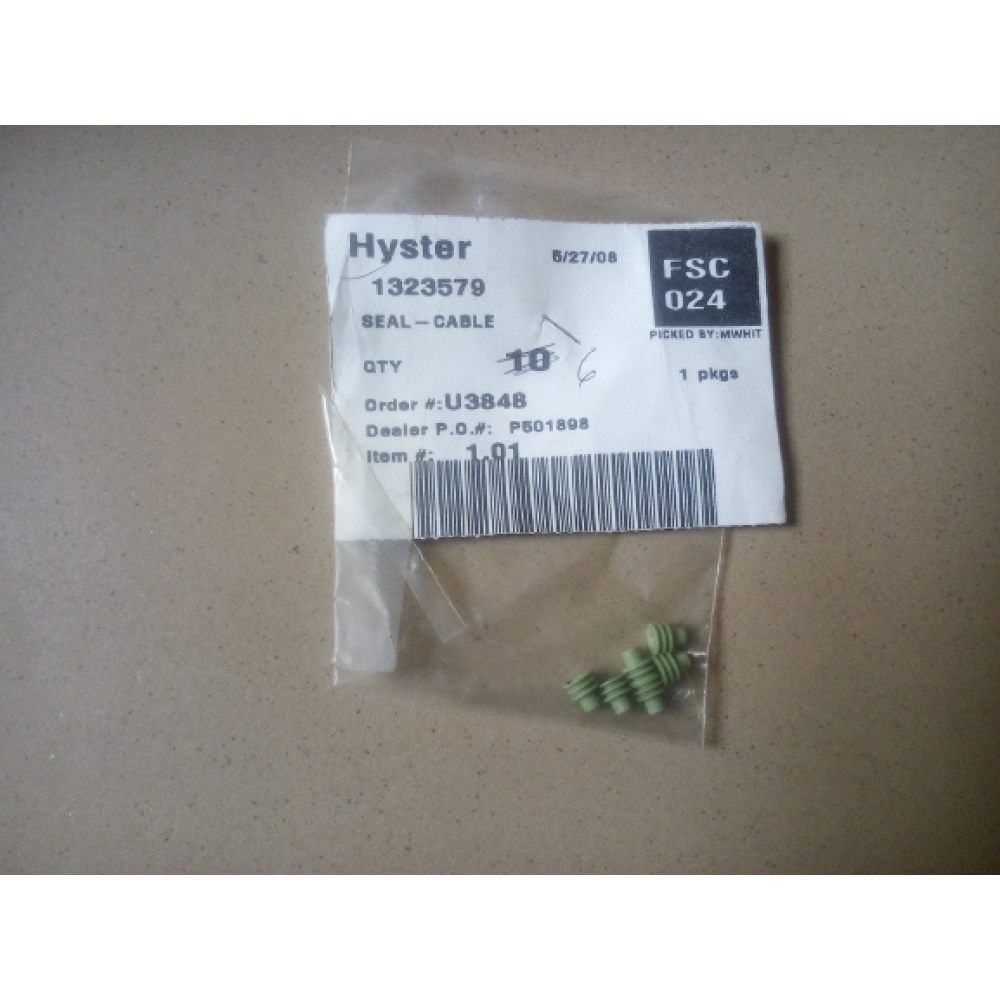 Hyster
5/27/08
FSC
024
1323579
SEAL-CABLE
PICKED BY:MWHIT
QTY 10 6 1 pkgs
Order #:U3848
Dealer P.O.#: P501898
Item #: 1.01